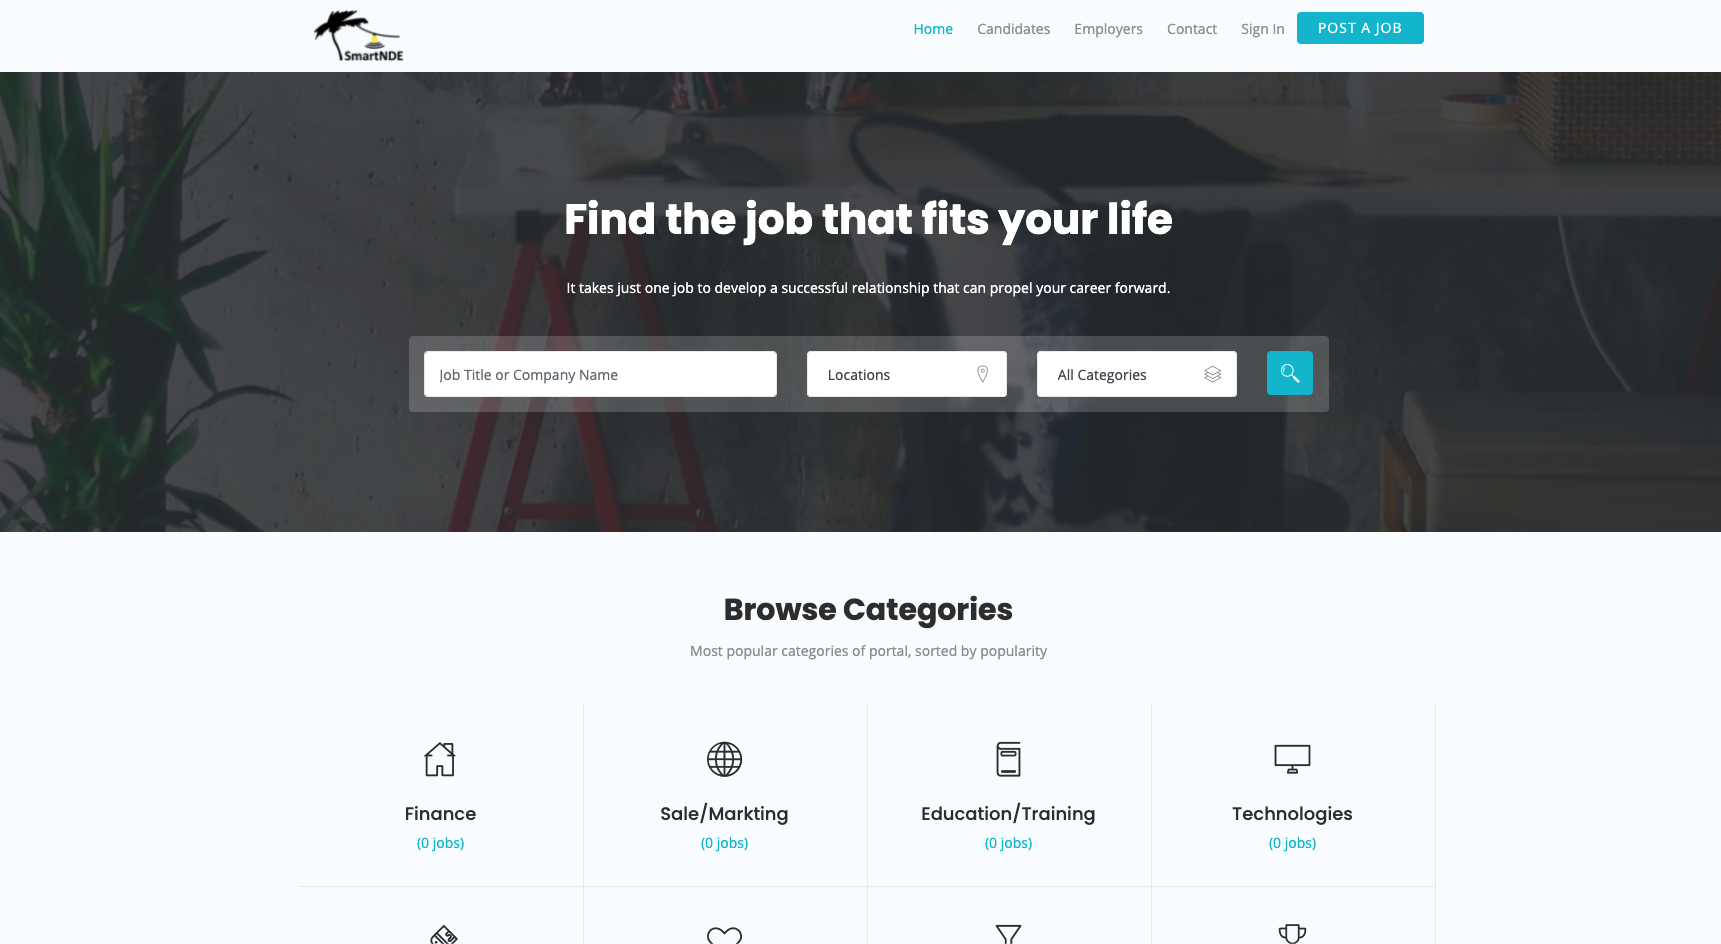 SmartNDE
Home Candidates Employers Contact Sign In POST A JOB
Find the job that fits your life
It takes just one job to develop a successful relationship that can propel your career forward.
Job Title or Company Name Locations All Categories
Browse Categories
Most popular categories of portal, sorted by popularity
Finance Sale/Markting Education/Training Technologies
(0 jobs) (0 jobs) (0 jobs) (0 jobs)